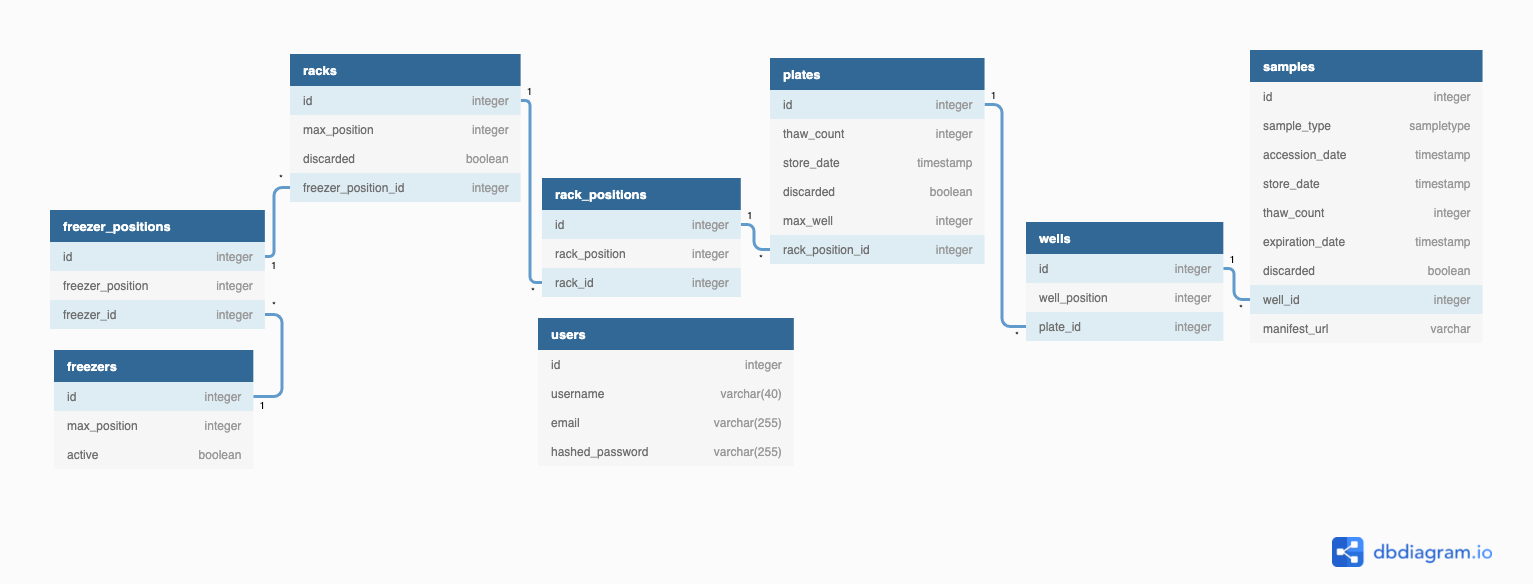 racks
id integer
max_position integer
discarded boolean
freezer_position_id integer
1
*
freezer_positions
id integer
freezer_position integer
freezer_id integer
1
*
freezers
id integer
max_position integer
active boolean
1
rack_positions
id integer
rack_position integer
rack_id integer
1
*
users
id integer
username varchar(40)
email varchar(255)
hashed_password varchar(255)
plates
id integer
thaw_count integer
store_date timestamp
discarded boolean
max_well integer
rack_position_id integer
1
*
wells
id integer
well_position integer
plate_id integer
1
*
samples
id integer
sample_type sampletype
accession_date timestamp
store_date timestamp
thaw_count integer
expiration_date timestamp
discarded boolean
well_id integer
manifest_url varchar
*
dbdiagram.io